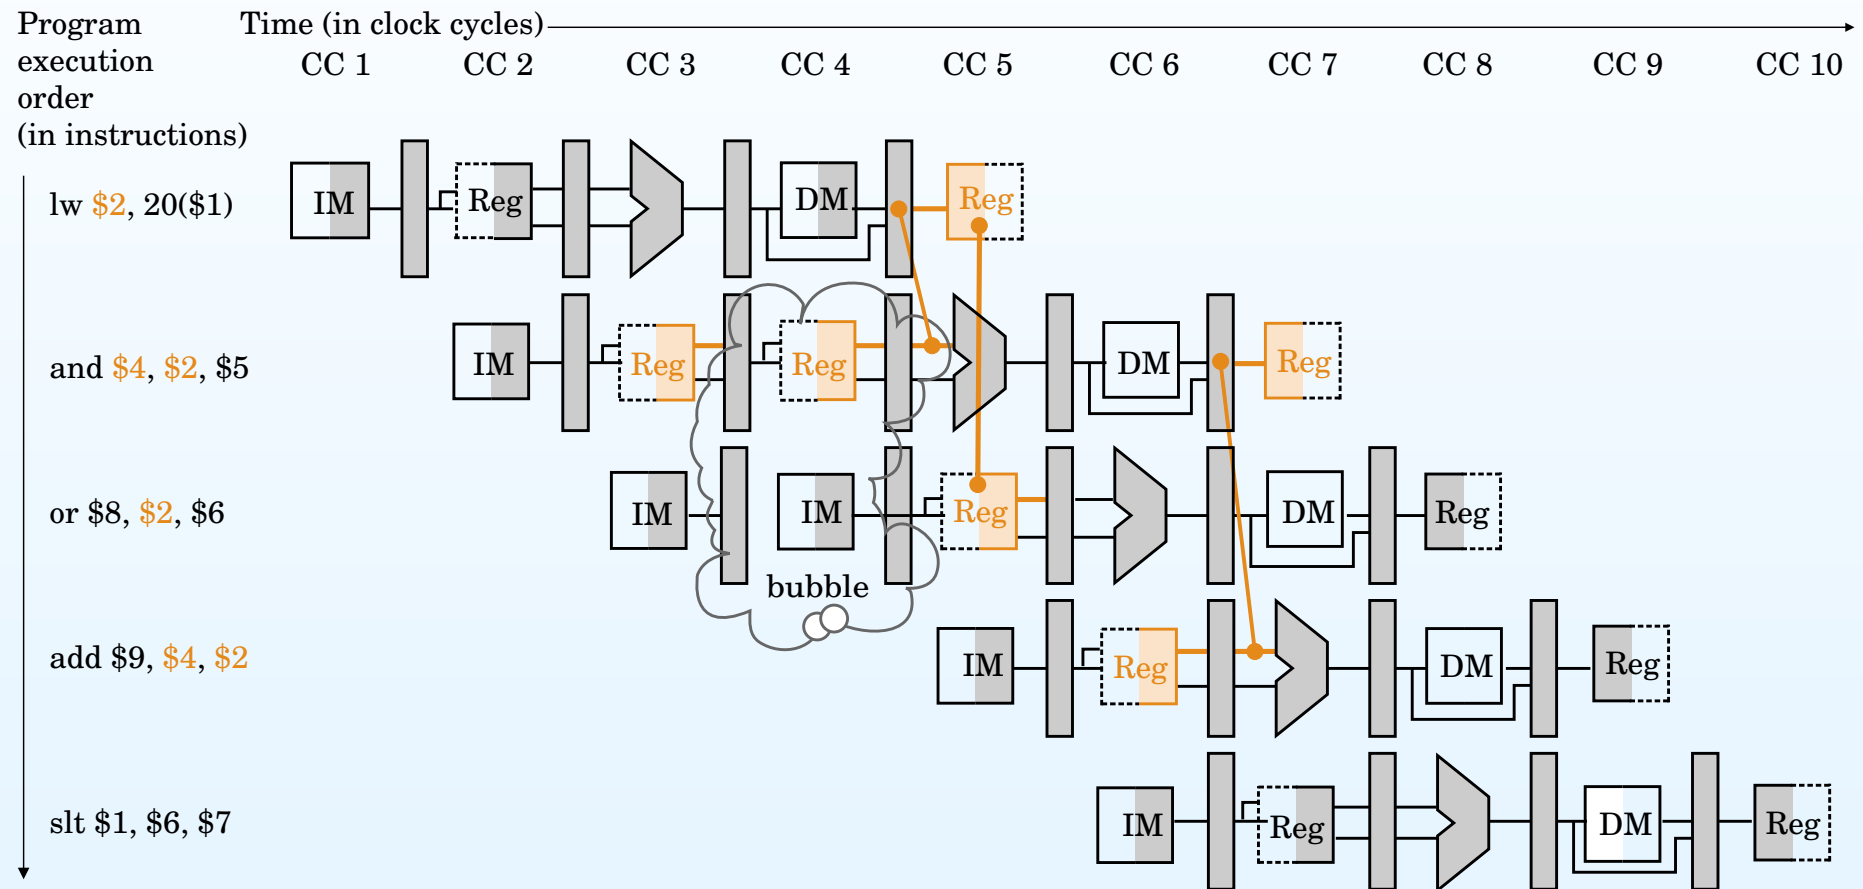 Program execution order (in instructions)
Time (in clock cycles)
CC 1 CC 2 CC 3 CC 4 CC 5 CC 6 CC 7 CC 8 CC 9 CC 10
lw $2, 20($1)
IM Reg DM Reg
and $4, $2, $5
IM Reg Reg DM Reg
or $8, $2, $6
IM IM Reg DM Reg
bubble
add $9, $4, $2
IM Reg DM Reg
slt $1, $6, $7
IM Reg DM Reg